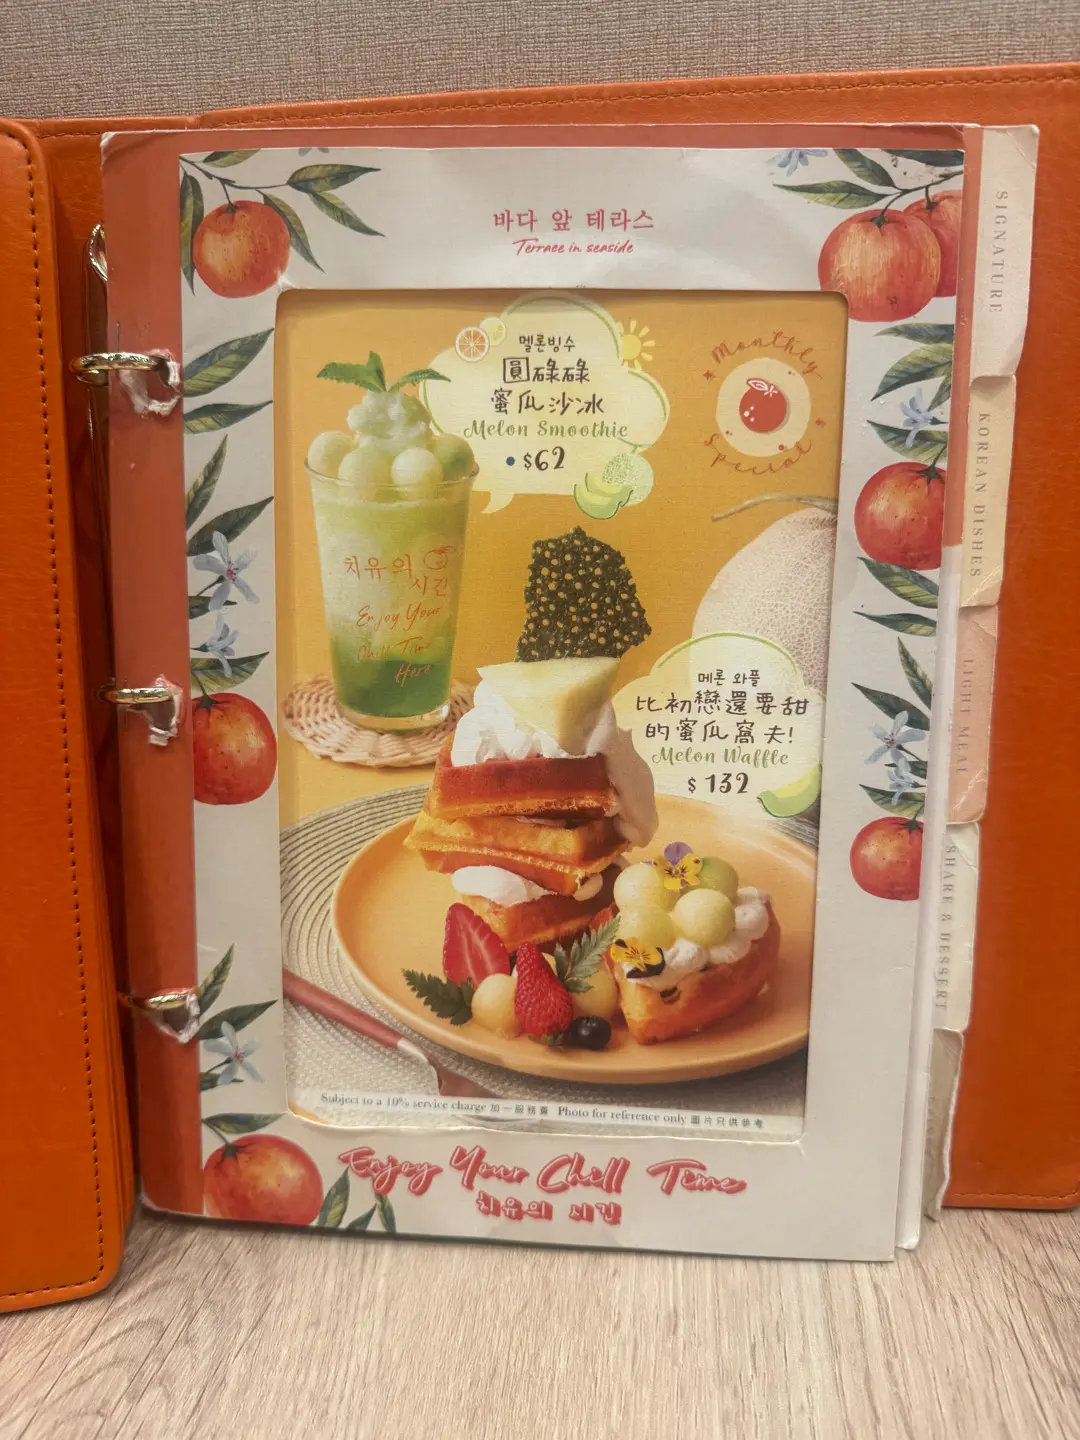 바다 앞 테라스
Terrace in seaside
멜론빙수
圓碌碌
蜜瓜沙冰
Melon Smoothie
$62
Monthly
Special
치유의
시간
Enjoy Your
Chill Time
Here
메론 와플
比初戀還要甜
的蜜瓜窩夫!
Melon Waffle
$132
Subject to a 10% service charge 加一服務費 Photo for reference only 圖片只供參考
Enjoy Your Chill Time
치유의 시간
SIGNATURE
KOREAN DISHES
LIGHT MEAL
SHARE & DESSERT